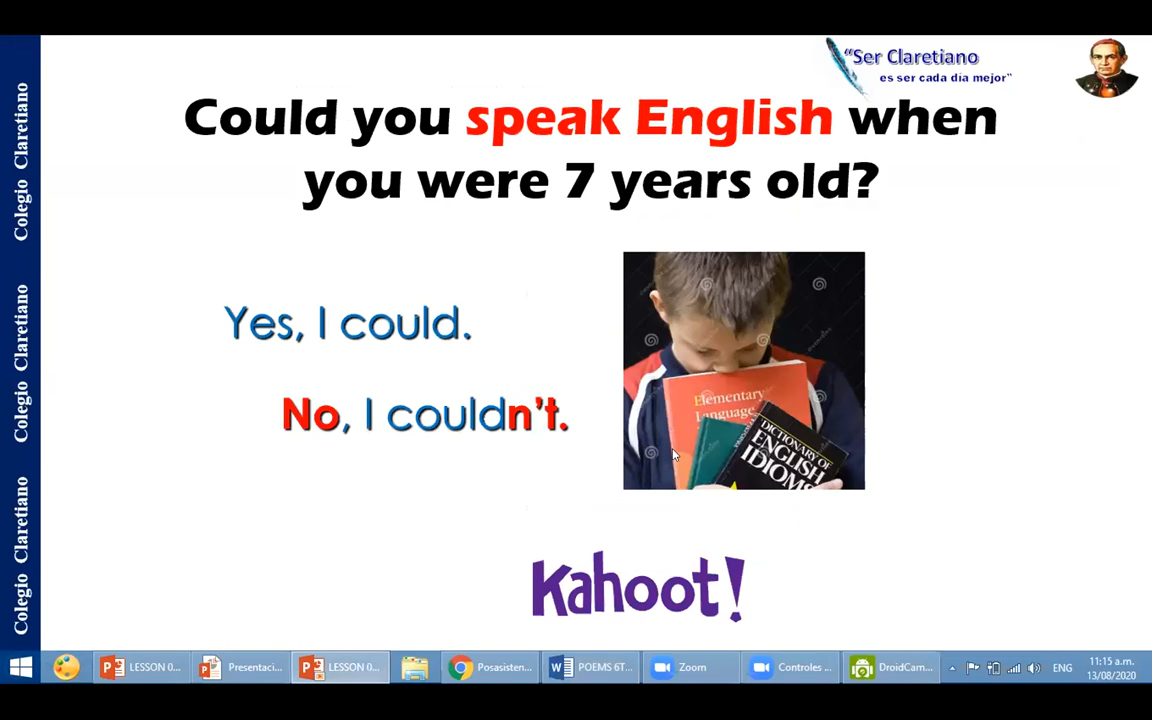 "Ser Claretiano
es ser cada día mejor"
Colegio Claretiano
Colegio Claretiano
Colegio Claretiano
Could you speak English when
you were 7 years old?
Yes, I could.
No, I couldn't.
Elementary
Language
DICTIONARY OF
ENGLISH
IDIOMS
Kahoot!
LESSON 0...
Presentaci...
LESSON 0...
Posasisten...
POEMS 6T...
Zoom
Controles ...
DroidCam...
ENG
11:15 a.m.
13/08/2020